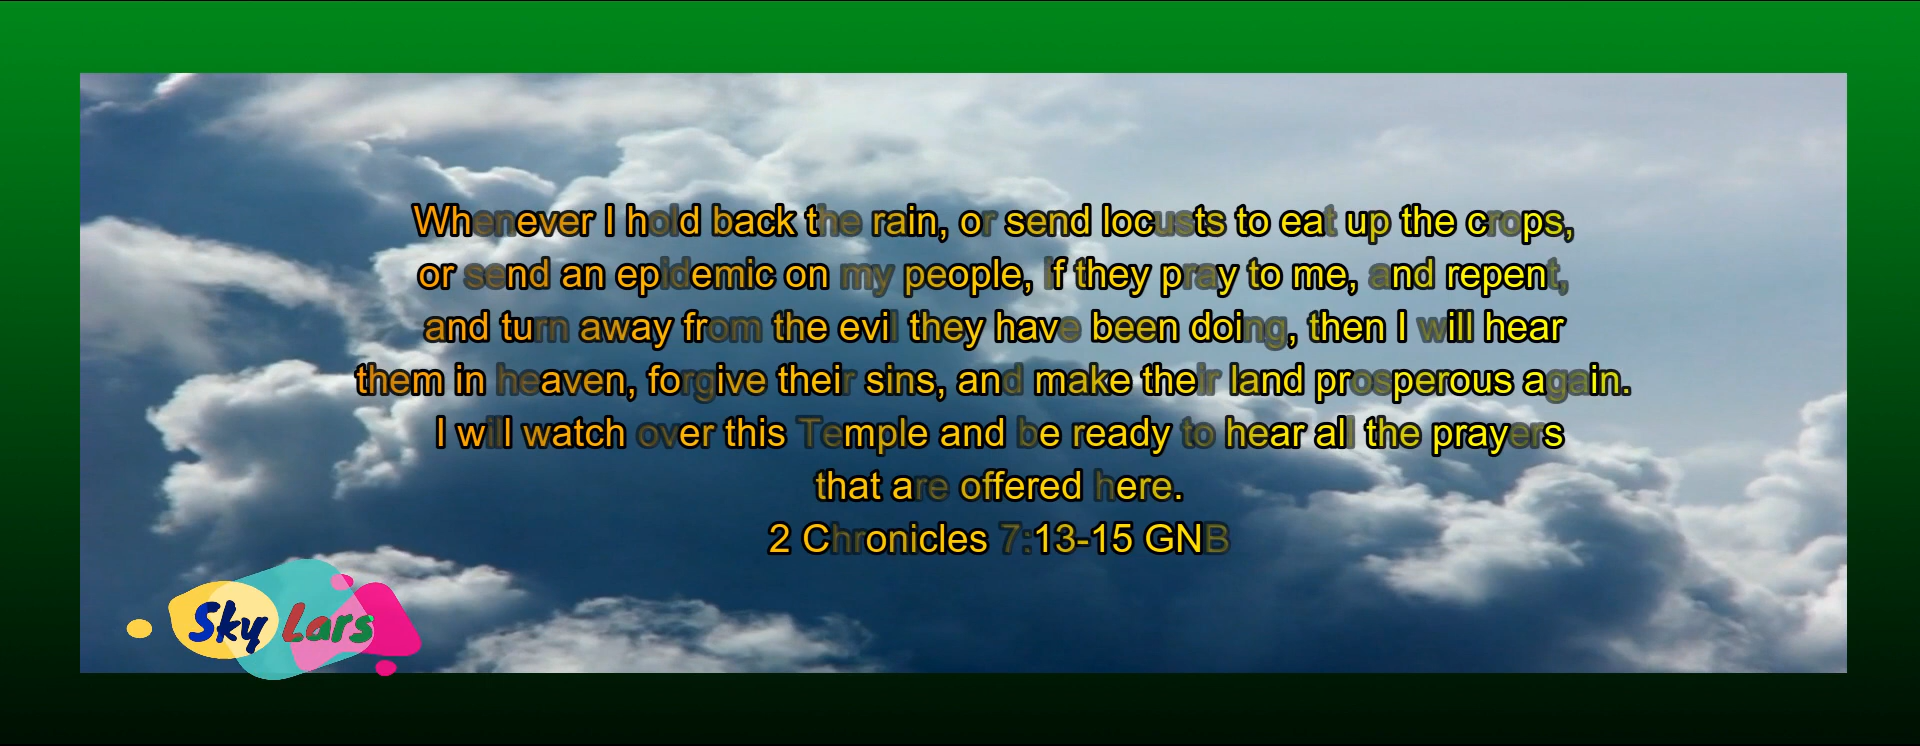 Whenever I hold back the rain, or send locusts to eat up the crops,
or send an epidemic on my people, if they pray to me, and repent,
and turn away from the evil they have been doing, then I will hear
them in heaven, forgive their sins, and make their land prosperous again.
I will watch over this Temple and be ready to hear all the prayers
that are offered here.
2 Chronicles 7:13-15 GNB
Sky Lars